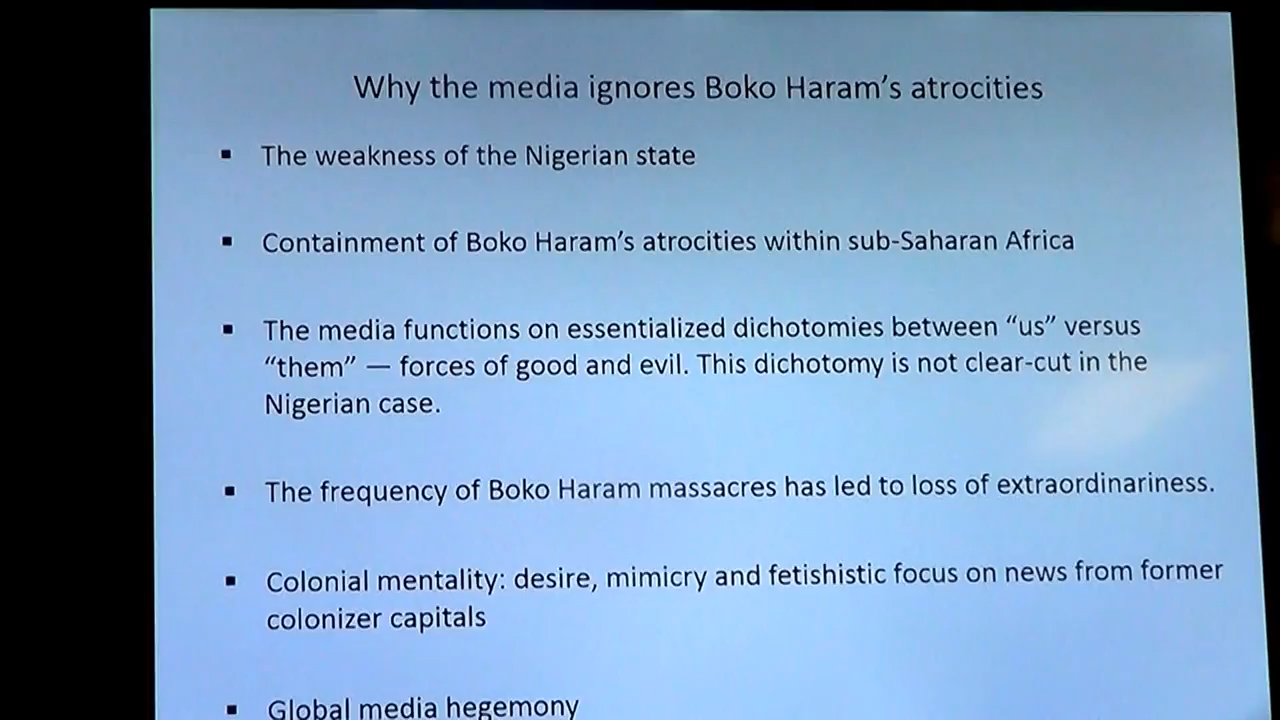 Why the media ignores Boko Haram’s atrocities
▪ The weakness of the Nigerian state
▪ Containment of Boko Haram’s atrocities within sub-Saharan Africa
▪ The media functions on essentialized dichotomies between “us” versus
“them” — forces of good and evil. This dichotomy is not clear-cut in the
Nigerian case.
▪ The frequency of Boko Haram massacres has led to loss of extraordinariness.
▪ Colonial mentality: desire, mimicry and fetishistic focus on news from former
colonizer capitals
▪ Global media hegemony